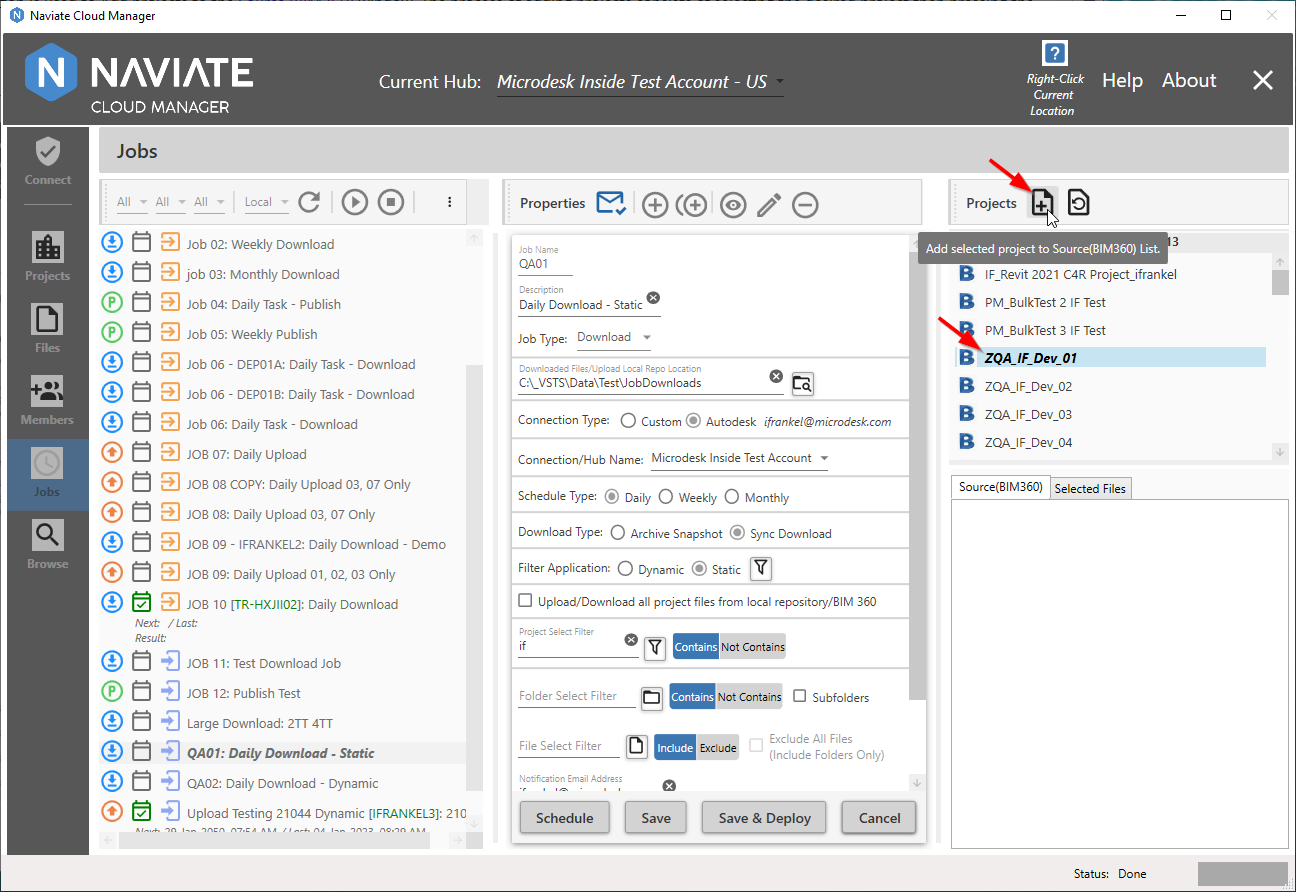 Naviate Cloud Manager
NAVIATE
CLOUD MANAGER
Current Hub: Microdesk Inside Test Account - US
Right-Click
Current
Location
Help
About
Connect
Projects
Files
Members
Jobs
Browse
Jobs
All All All Local
Job 02: Weekly Download
job 03: Monthly Download
Job 04: Daily Task - Publish
Job 05: Weekly Publish
Job 06 - DEP01A: Daily Task - Download
Job 06 - DEP01B: Daily Task - Download
Job 06: Daily Task - Download
JOB 07: Daily Upload
JOB 08 COPY: Daily Upload 03, 07 Only
JOB 08: Daily Upload 03, 07 Only
JOB 09 - IFRANKEL2: Daily Download - Demo
JOB 09: Daily Upload 01, 02, 03 Only
JOB 10 [TR-HXJII02]: Daily Download
Next: / Last:
Result:
JOB 11: Test Download Job
JOB 12: Publish Test
Large Download: 2TT 4TT
QA01: Daily Download - Static
QA02: Daily Download - Dynamic
Upload Testing 21044 Dynamic [IFRANKEL3]: 210
Next: 29-Jan-2050, 07:54 AM / Last: 04-Jan-2023, 08:29 AM
Properties
Job Name
QA01
Description
Daily Download - Static
Job Type: Download
Downloaded Files/Upload Local Repo Location
C:\_VSTS\Data\Test\JobDownloads
Connection Type: Custom Autodesk ifrankel@microdesk.com
Connection/Hub Name: Microdesk Inside Test Account
Schedule Type: Daily Weekly Monthly
Download Type: Archive Snapshot Sync Download
Filter Application: Dynamic Static
Upload/Download all project files from local repository/BIM 360
Project Select Filter
if
Contains Not Contains
Folder Select Filter Contains Not Contains Subfolders
File Select Filter Include Exclude Exclude All Files
(Include Folders Only)
Notification Email Address
Schedule Save Save & Deploy Cancel
Projects
Add selected project to Source(BIM360) List.
13
IF_Revit 2021 C4R Project_ifrankel
PM_BulkTest 2 IF Test
PM_BulkTest 3 IF Test
ZQA_IF_Dev_01
ZQA_IF_Dev_02
ZQA_IF_Dev_03
ZQA_IF_Dev_04
Source(BIM360) Selected Files
Status: Done